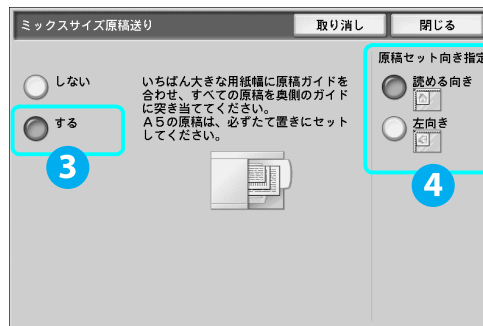 ミックスサイズ原稿送り
取り消し
閉じる
しない
する
3
いちばん大きな用紙幅に原稿ガイドを
合わせ、すべての原稿を奥側のガイド
に突き当ててください。
A5の原稿は、必ずたて置きにセット
してください。
原稿セット向き指定
読める向き
左向き
4